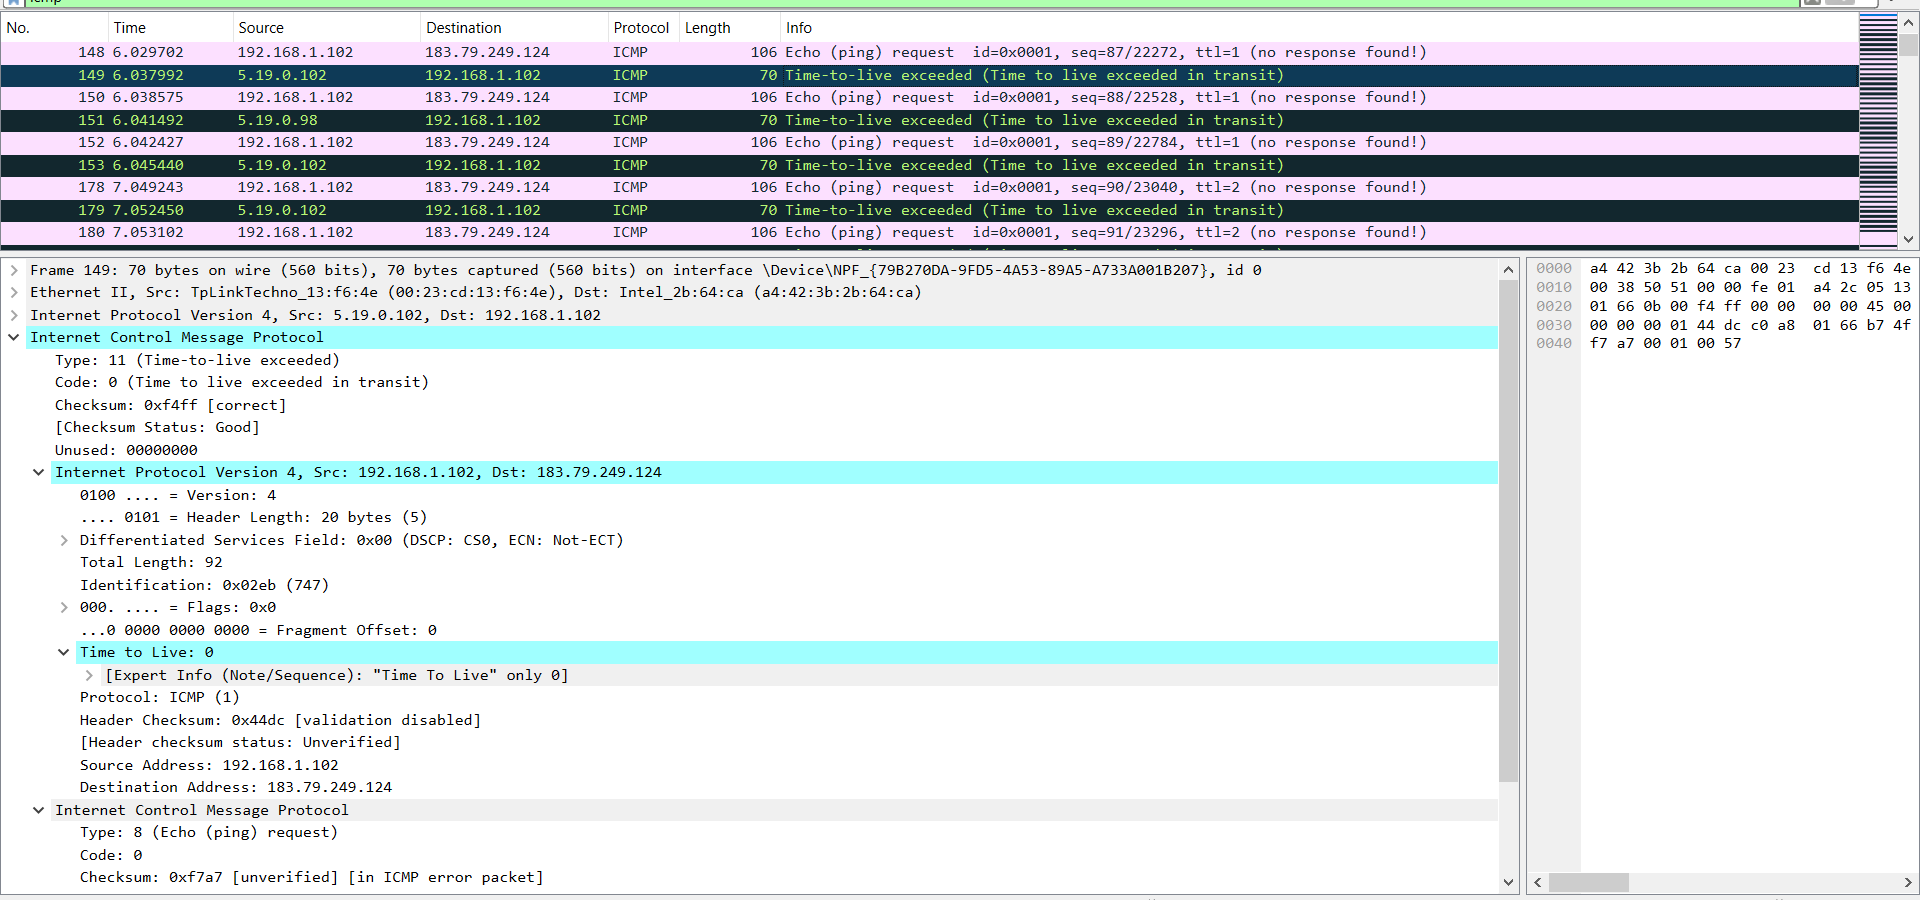 No. Time Source Destination Protocol Length Info
148 6.029702 192.168.1.102 183.79.249.124 ICMP 106 Echo (ping) request id=0x0001, seq=87/22272, ttl=1 (no response found!)
149 6.037992 5.19.0.102 192.168.1.102 ICMP 70 Time-to-live exceeded (Time to live exceeded in transit)
150 6.038575 192.168.1.102 183.79.249.124 ICMP 106 Echo (ping) request id=0x0001, seq=88/22528, ttl=1 (no response found!)
151 6.041492 5.19.0.98 192.168.1.102 ICMP 70 Time-to-live exceeded (Time to live exceeded in transit)
152 6.042427 192.168.1.102 183.79.249.124 ICMP 106 Echo (ping) request id=0x0001, seq=89/22784, ttl=1 (no response found!)
153 6.045440 5.19.0.102 192.168.1.102 ICMP 70 Time-to-live exceeded (Time to live exceeded in transit)
178 7.049243 192.168.1.102 183.79.249.124 ICMP 106 Echo (ping) request id=0x0001, seq=90/23040, ttl=2 (no response found!)
179 7.052450 5.19.0.102 192.168.1.102 ICMP 70 Time-to-live exceeded (Time to live exceeded in transit)
180 7.053102 192.168.1.102 183.79.249.124 ICMP 106 Echo (ping) request id=0x0001, seq=91/23296, ttl=2 (no response found!)
Frame 149: 70 bytes on wire (560 bits), 70 bytes captured (560 bits) on interface \Device\NPF_{79B270DA-9FD5-4A53-89A5-A733A001B207}, id 0
Ethernet II, Src: TpLinkTechno_13:f6:4e (00:23:cd:13:f6:4e), Dst: Intel_2b:64:ca (a4:42:3b:2b:64:ca)
Internet Protocol Version 4, Src: 5.19.0.102, Dst: 192.168.1.102
Internet Control Message Protocol
Type: 11 (Time-to-live exceeded)
Code: 0 (Time to live exceeded in transit)
Checksum: 0xf4ff [correct]
[Checksum Status: Good]
Unused: 00000000
Internet Protocol Version 4, Src: 192.168.1.102, Dst: 183.79.249.124
0100 .... = Version: 4
.... 0101 = Header Length: 20 bytes (5)
Differentiated Services Field: 0x00 (DSCP: CS0, ECN: Not-ECT)
Total Length: 92
Identification: 0x02eb (747)
000. .... = Flags: 0x0
...0 0000 0000 0000 = Fragment Offset: 0
Time to Live: 0
[Expert Info (Note/Sequence): "Time To Live" only 0]
Protocol: ICMP (1)
Header Checksum: 0x44dc [validation disabled]
[Header checksum status: Unverified]
Source Address: 192.168.1.102
Destination Address: 183.79.249.124
Internet Control Message Protocol
Type: 8 (Echo (ping) request)
Code: 0
Checksum: 0xf7a7 [unverified] [in ICMP error packet]
0000 a4 42 3b 2b 64 ca 00 23 cd 13 f6 4e
0010 00 38 50 51 00 00 fe 01 a4 2c 05 13
0020 01 66 0b 00 f4 ff 00 00 00 00 45 00
0030 00 00 00 01 44 dc c0 a8 01 66 b7 4f
0040 f7 a7 00 01 00 57